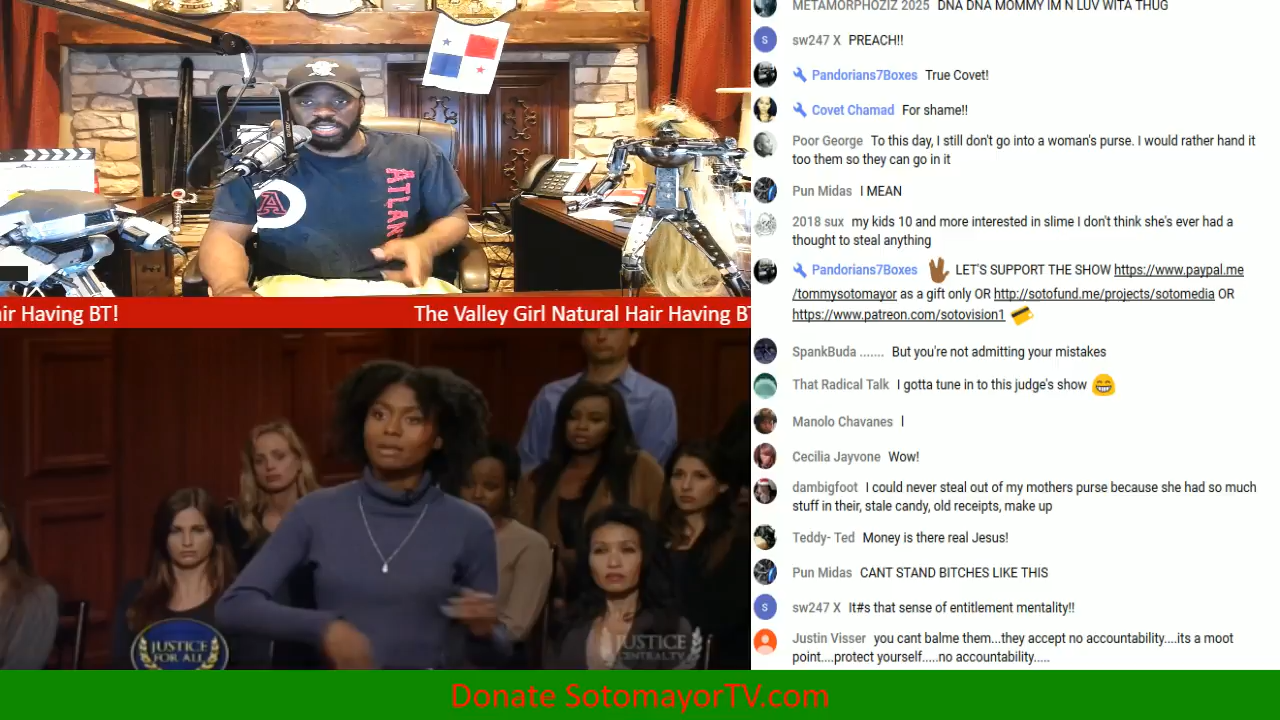 ATLAN
A
ir Having BT!
The Valley Girl Natural Hair Having BT
JUSTICE
FOR ALL
JUSTICE
CENTRAL.TV
METAMORPHOZIZ 2025 DNA DNA MOMMY IM N LUV WITA THUG
S sw247 X PREACH!!
Pandorians7Boxes True Covet!
Covet Chamad For shame!!
Poor George To this day, I still don't go into a woman's purse. I would rather hand it
too them so they can go in it
Pun Midas I MEAN
2018 sux my kids 10 and more interested in slime I don't think she's ever had a
thought to steal anything
Pandorians7Boxes LET'S SUPPORT THE SHOW https://www.paypal.me
/tommysotomayor as a gift only OR http://sotofund.me/projects/sotomedia OR
https://www.patreon.com/sotovision1
SpankBuda ....... But you're not admitting your mistakes
That Radical Talk I gotta tune in to this judge's show
Manolo Chavanes I
Cecilia Jayvone Wow!
dambigfoot I could never steal out of my mothers purse because she had so much
stuff in their, stale candy, old receipts, make up
Teddy- Ted Money is there real Jesus!
Pun Midas CANT STAND BITCHES LIKE THIS
S sw247 X It#s that sense of entitlement mentality!!
Justin Visser you cant balme them...they accept no accountability....its a moot
point....protect yourself.....no accountability.....
Donate SotomayorTV.com